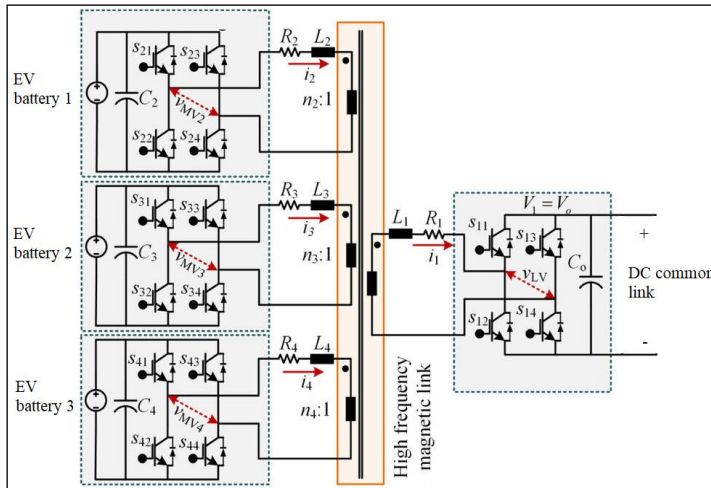 EV
battery 1
s21
s23
C2
vMV2
s22
s24
R2
L2
i2
n2:1
EV
battery 2
s31
s33
C3
vMV3
s32
s34
R3
L3
i3
n3:1
EV
battery 3
s41
s43
C4
vMV4
s42
s44
R4
L4
i4
n4:1
High frequency
magnetic link
L1
R1
i1
V1 = Vo
s11
s13
Co
vLV
s12
s14
+
DC common
link
-